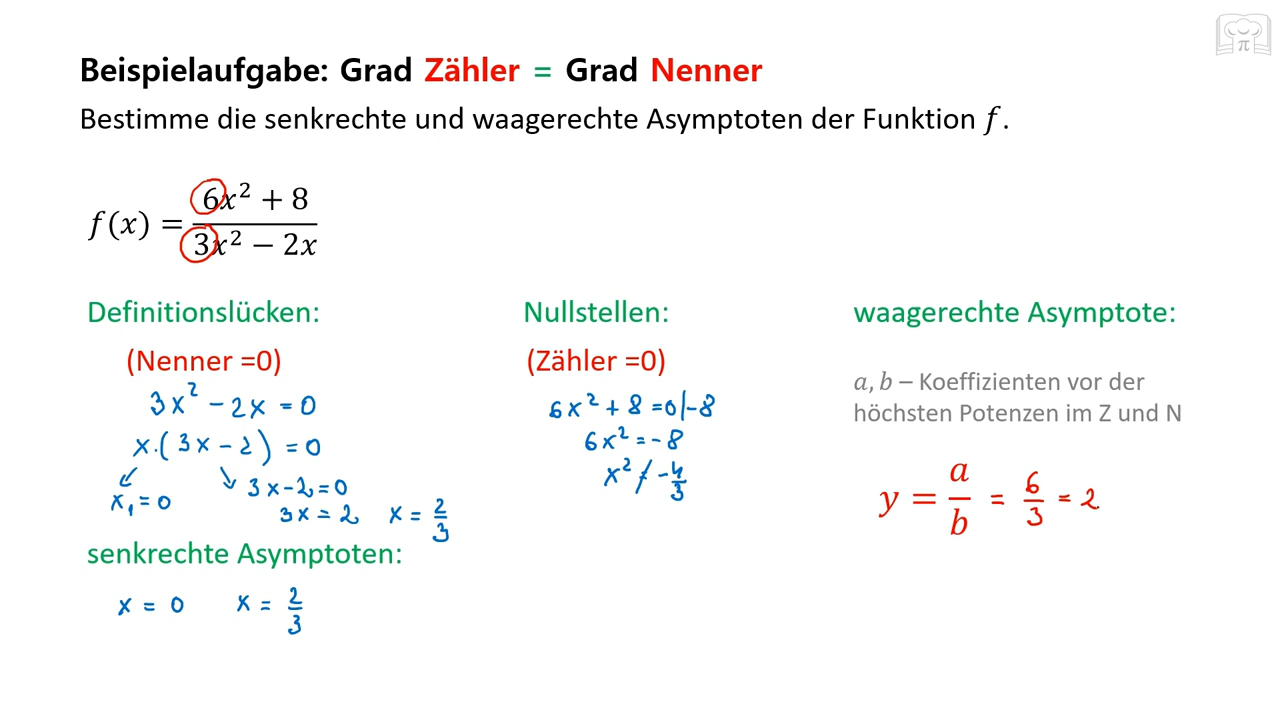 Beispielaufgabe: Grad Zähler = Grad Nenner
Bestimme die senkrechte und waagerechte Asymptoten der Funktion f.
f(x) = (6x² + 8)/(3x² − 2x)
Definitionslücken:
(Nenner =0)
3x² − 2x = 0
x·(3x − 2) = 0
x₁ = 0
3x − 2 = 0
3x = 2 x = 2/3
senkrechte Asymptoten:
x = 0 x = 2/3
Nullstellen:
(Zähler =0)
6x² + 8 = 0 |−8
6x² = −8
x² ≠ −4/3
waagerechte Asymptote:
a, b – Koeffizienten vor der
höchsten Potenzen im Z und N
y = a/b = 6/3 = 2
π